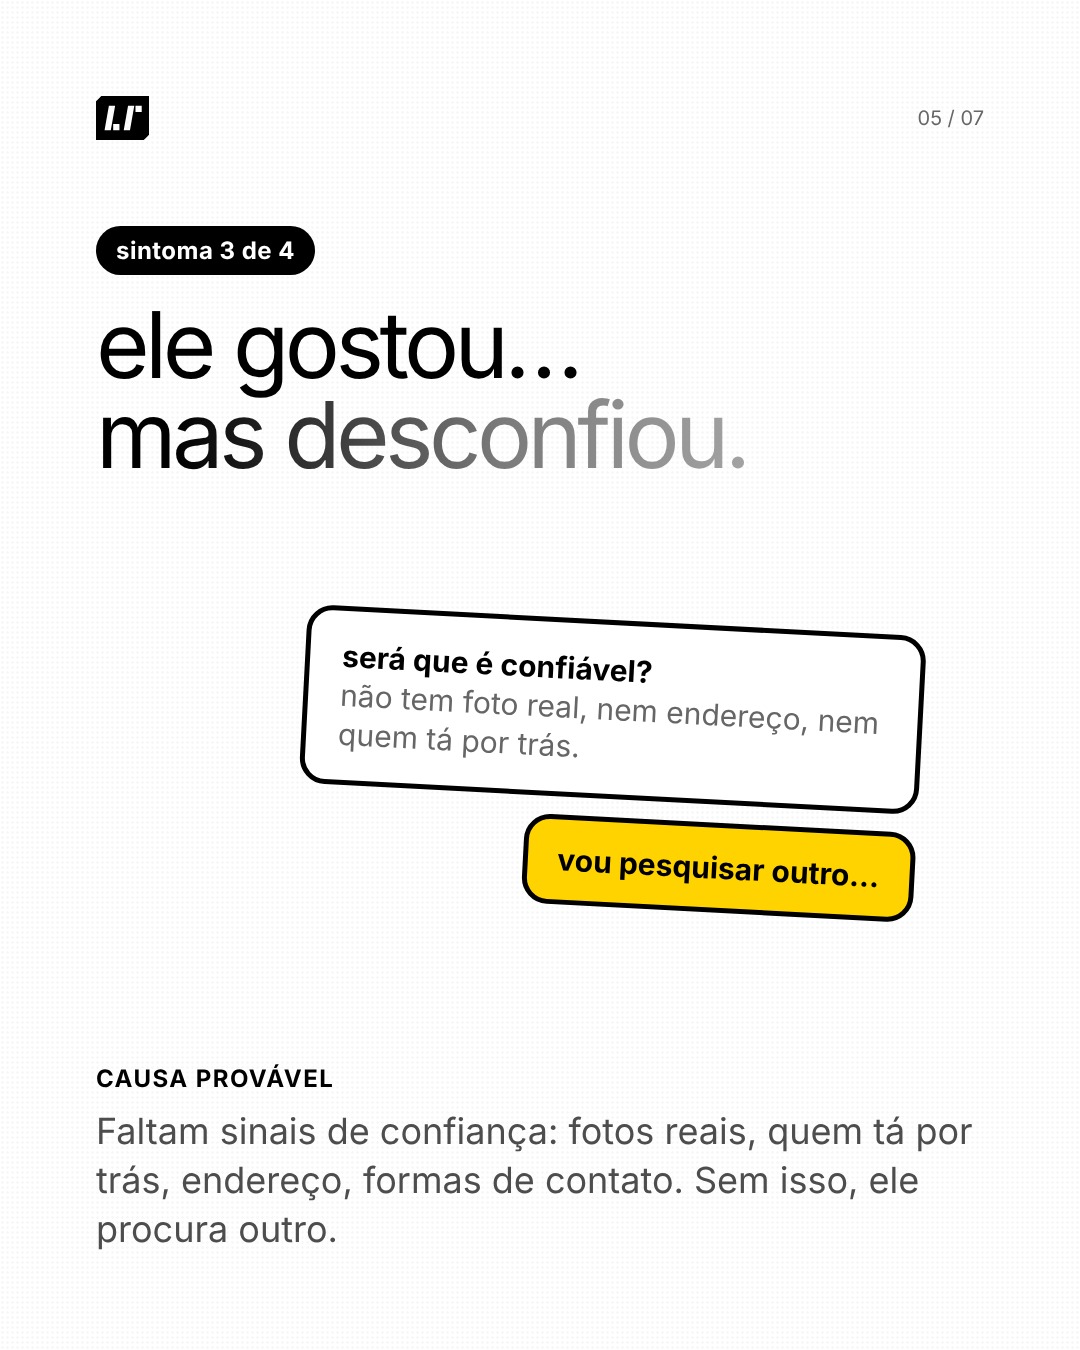 05 / 07
sintoma 3 de 4
ele gostou...
mas desconfiou.
será que é confiável?
não tem foto real, nem endereço, nem
quem tá por trás.
vou pesquisar outro...
CAUSA PROVÁVEL
Faltam sinais de confiança: fotos reais, quem tá por
trás, endereço, formas de contato. Sem isso, ele
procura outro.